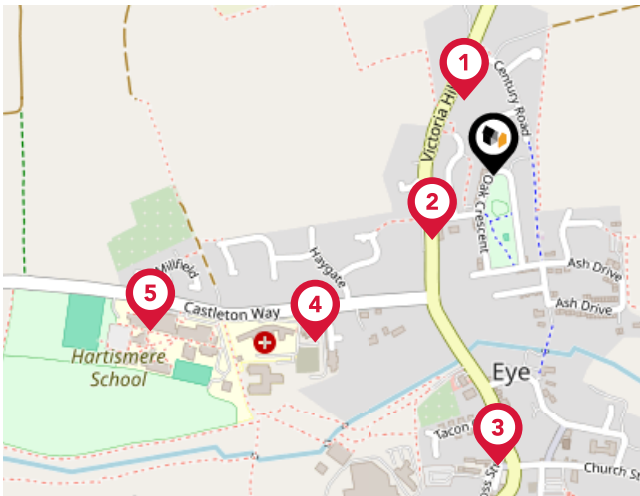 1
Century Road
Victoria Hill
2
Oak Crescent
Haygate
Millfield
Ash Drive
5
4
Castleton Way
Ash Drive
Hartismere
School
Eye
3
Tacon
Church S